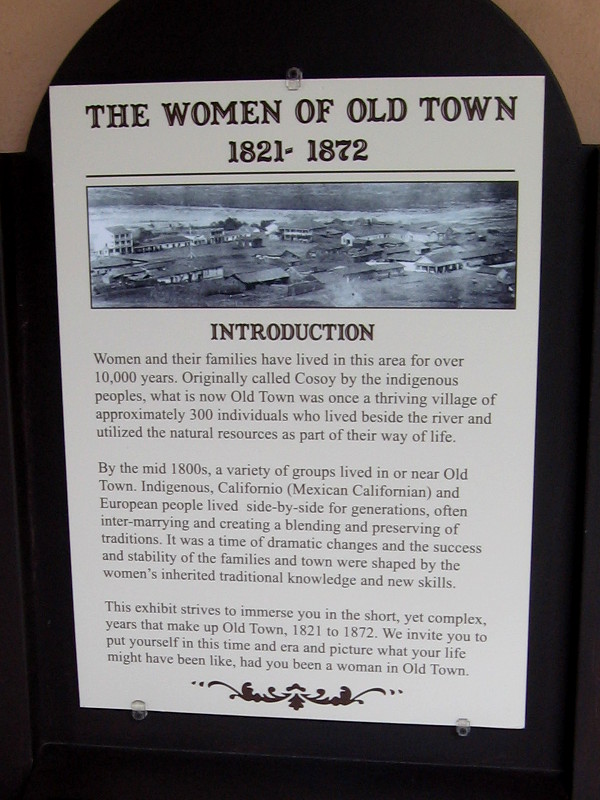 THE WOMEN OF OLD TOWN
1821- 1872
INTRODUCTION
Women and their families have lived in this area for over
10,000 years. Originally called Cosoy by the indigenous
peoples, what is now Old Town was once a thriving village of
approximately 300 individuals who lived beside the river and
utilized the natural resources as part of their way of life.
By the mid 1800s, a variety of groups lived in or near Old
Town. Indigenous, Californio (Mexican Californian) and
European people lived side-by-side for generations, often
inter-marrying and creating a blending and preserving of
traditions. It was a time of dramatic changes and the success
and stability of the families and town were shaped by the
women's inherited traditional knowledge and new skills.
This exhibit strives to immerse you in the short, yet complex,
years that make up Old Town, 1821 to 1872. We invite you to
put yourself in this time and era and picture what your life
might have been like, had you been a woman in Old Town.